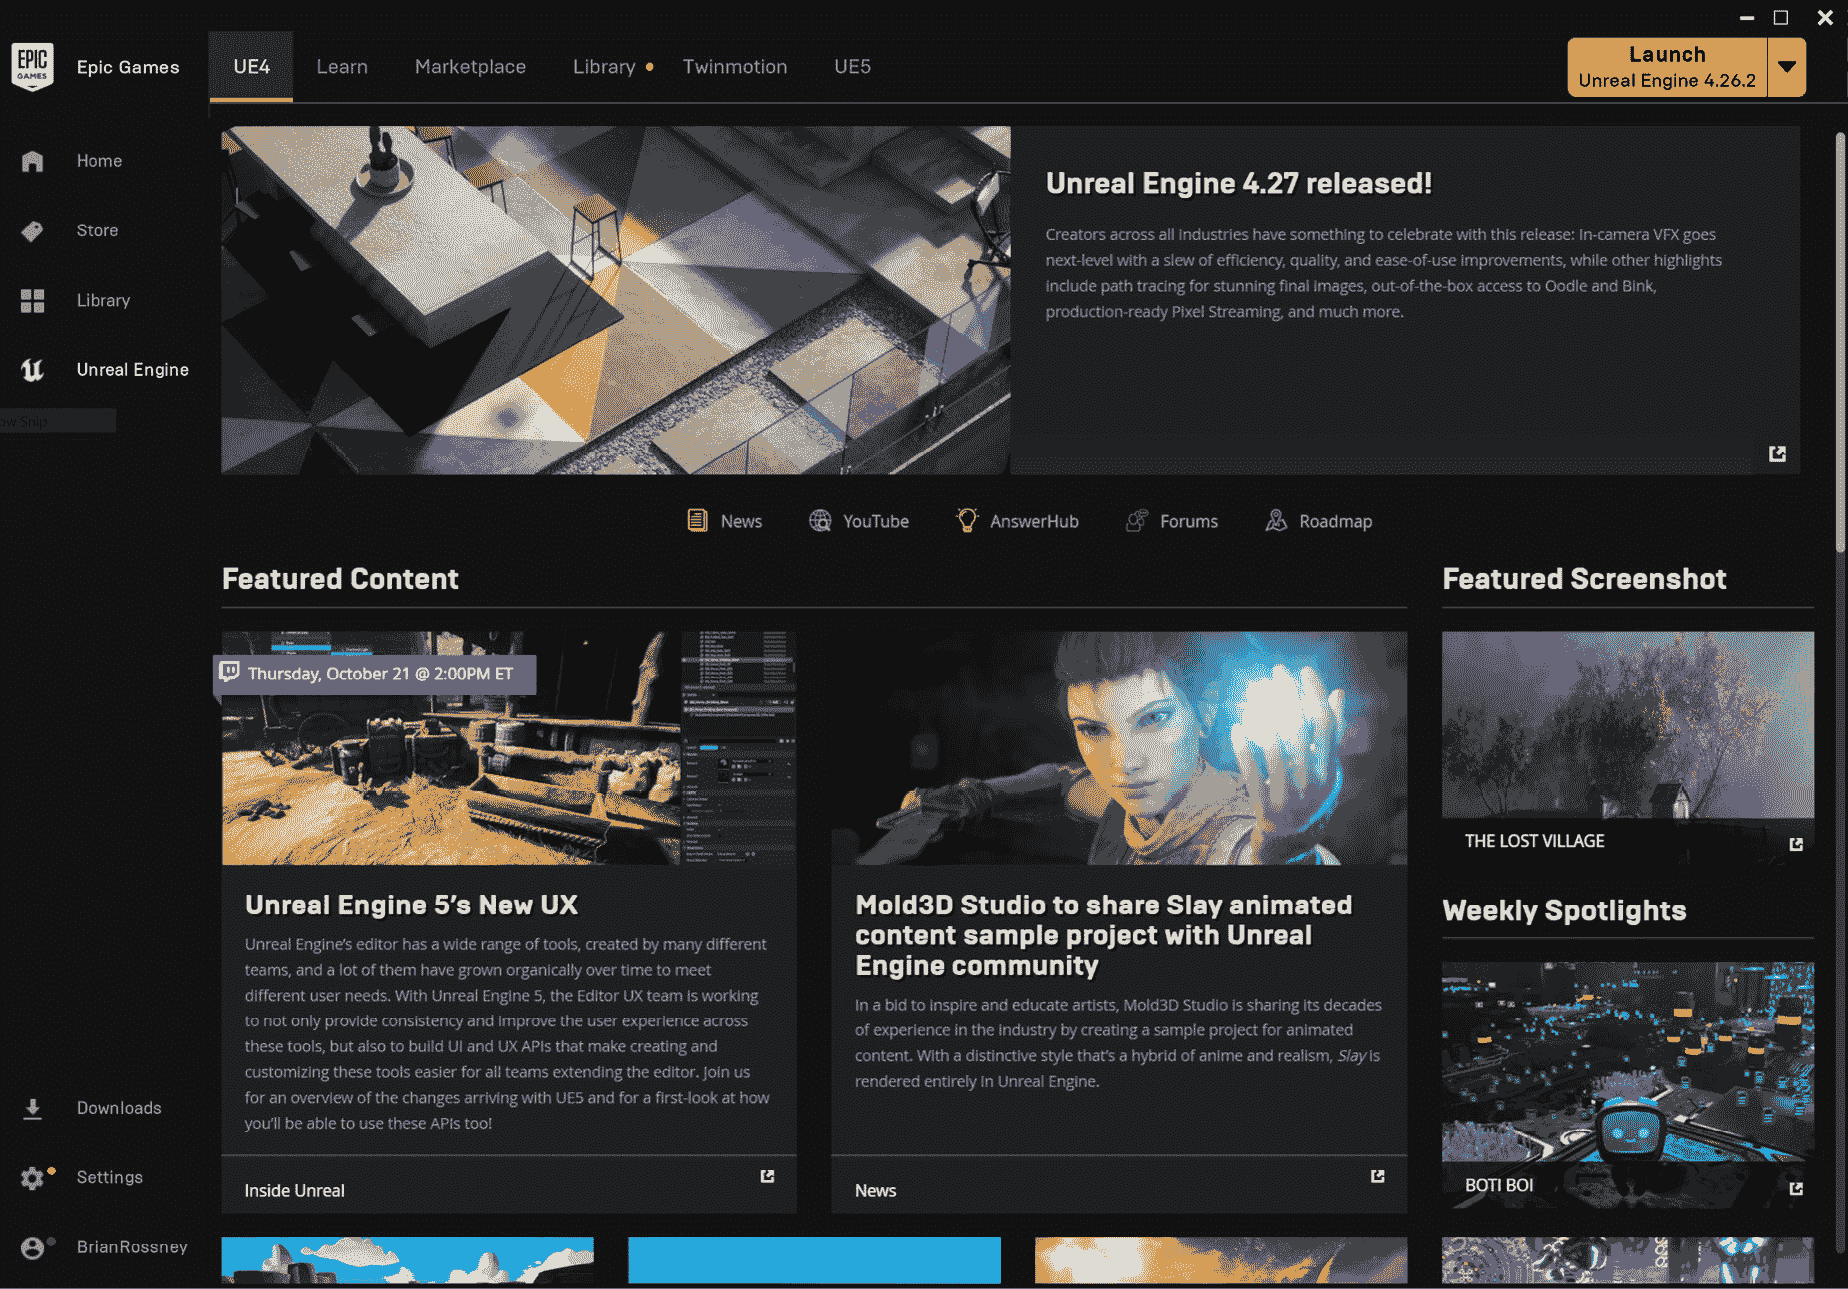 EPIC
GAMES
Epic Games
UE4
Learn
Marketplace
Library
Twinmotion
UE5
Launch
Unreal Engine 4.26.2
Home
Store
Library
Unreal Engine
Snip
Unreal Engine 4.27 released!
Creators across all industries have something to celebrate with this release: In-camera VFX goes
next-level with a slew of efficiency, quality, and ease-of-use improvements, while other highlights
include path tracing for stunning final images, out-of-the-box access to Oodle and Bink,
production-ready Pixel Streaming, and much more.
News
YouTube
AnswerHub
Forums
Roadmap
Featured Content
Thursday, October 21 @ 2:00PM ET
Unreal Engine 5’s New UX
Unreal Engine’s editor has a wide range of tools, created by many different
teams, and a lot of them have grown organically over time to meet
different user needs. With Unreal Engine 5, the Editor UX team is working
to not only provide consistency and improve the user experience across
these tools, but also to build UI and UX APIs that make creating and
customizing these tools easier for all teams extending the editor. Join us
for an overview of the changes arriving with UE5 and for a first-look at how
you’ll be able to use these APIs too!
Inside Unreal
Mold3D Studio to share Slay animated
content sample project with Unreal
Engine community
In a bid to inspire and educate artists, Mold3D Studio is sharing its decades
of experience in the industry by creating a sample project for animated
content. With a distinctive style that’s a hybrid of anime and realism, Slay is
rendered entirely in Unreal Engine.
News
Featured Screenshot
THE LOST VILLAGE
Weekly Spotlights
BOTI BOI
Downloads
Settings
BrianRossney